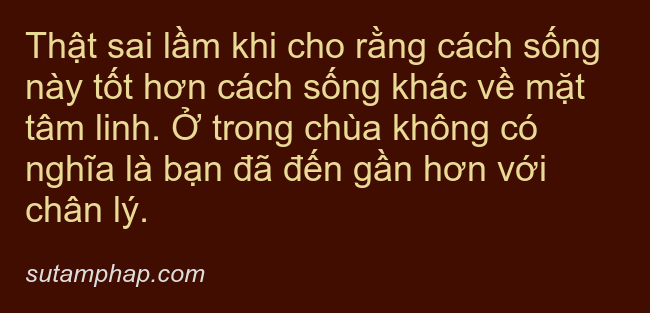 Thật sai lầm khi cho rằng cách sống
này tốt hơn cách sống khác về mặt
tâm linh. Ở trong chùa không có
nghĩa là bạn đã đến gần hơn với
chân lý.
sutamphap.com